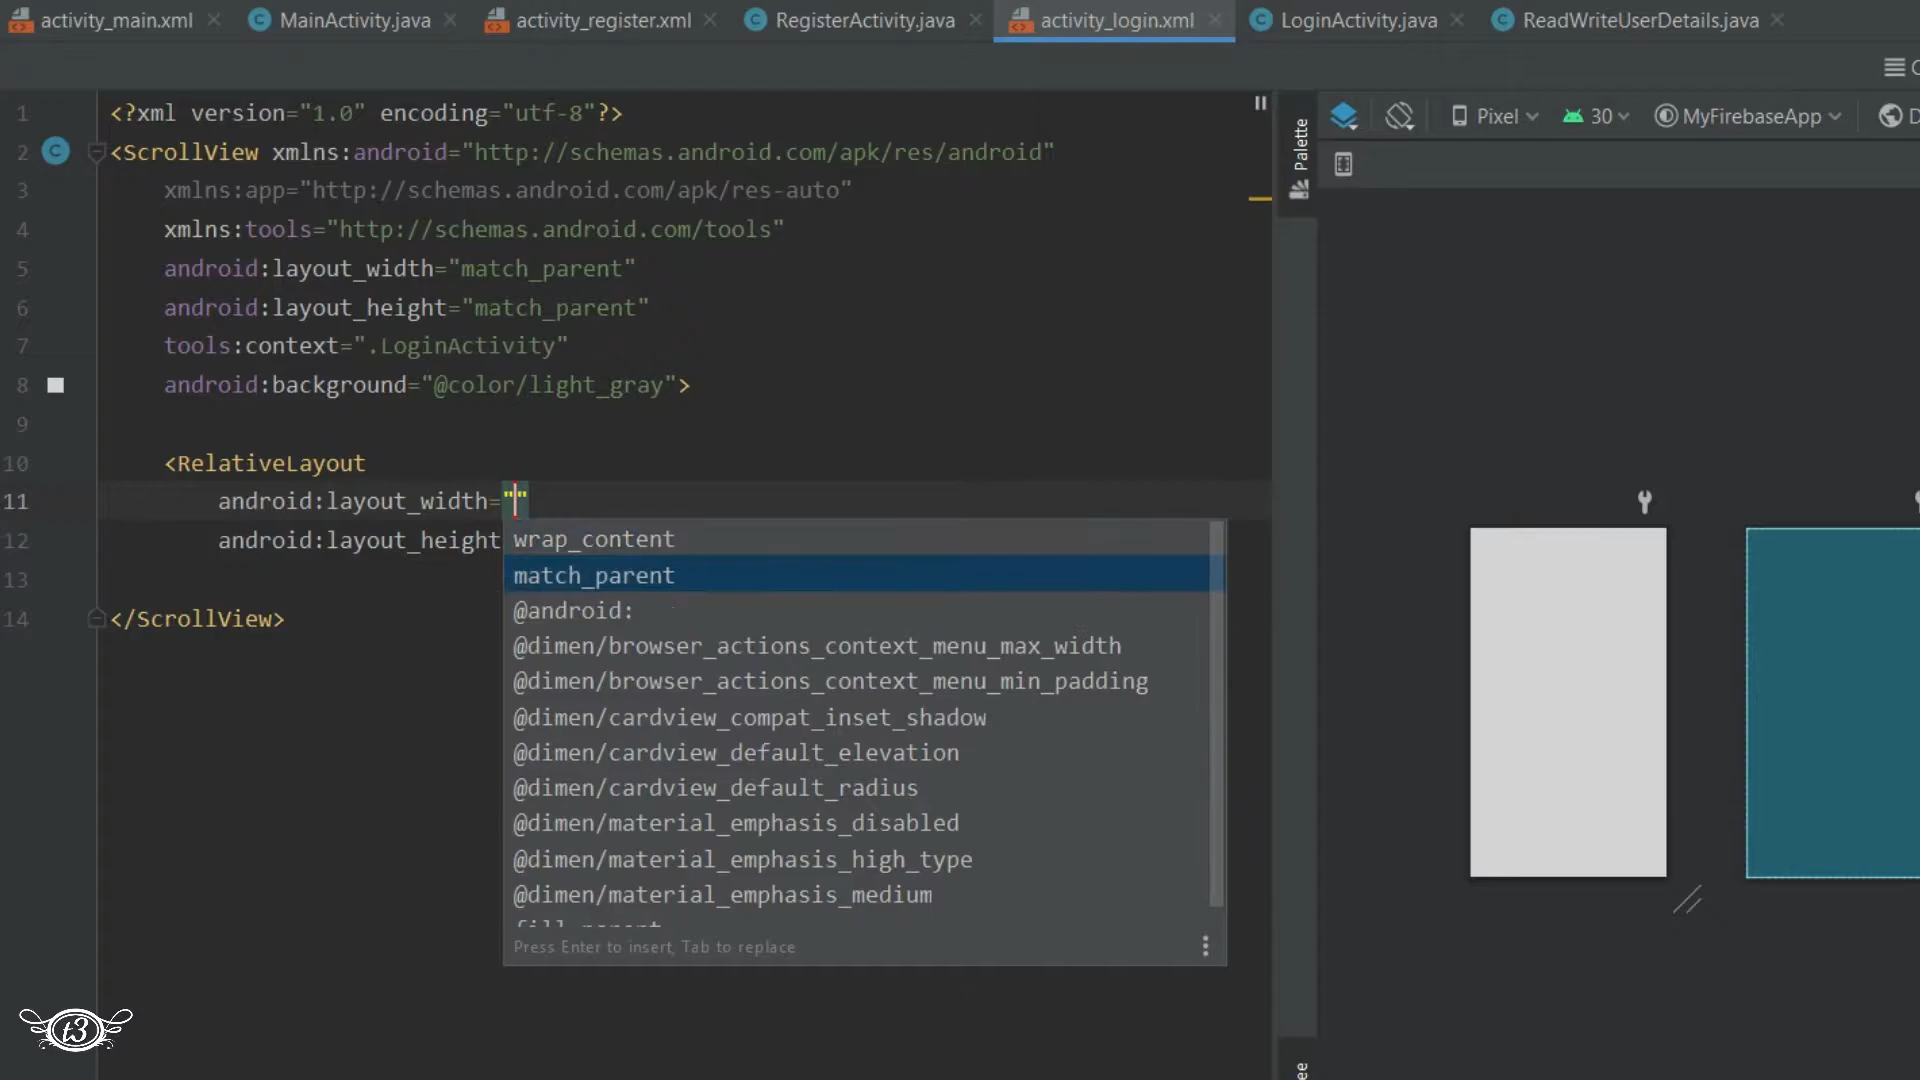 activity_main.xml MainActivity.java activity_register.xml RegisterActivity.java activity_login.xml LoginActivity.java ReadWriteUserDetails.java
Palette
Pixel 30 MyFirebaseApp
1 <?xml version="1.0" encoding="utf-8"?>
2 <ScrollView xmlns:android="http://schemas.android.com/apk/res/android"
3 xmlns:app="http://schemas.android.com/apk/res-auto"
4 xmlns:tools="http://schemas.android.com/tools"
5 android:layout_width="match_parent"
6 android:layout_height="match_parent"
7 tools:context=".LoginActivity"
8 android:background="@color/light_gray">
9
10 <RelativeLayout
11 android:layout_width=""
12 android:layout_height
13
14 </ScrollView>
wrap_content
match_parent
@android:
@dimen/browser_actions_context_menu_max_width
@dimen/browser_actions_context_menu_min_padding
@dimen/cardview_compat_inset_shadow
@dimen/cardview_default_elevation
@dimen/cardview_default_radius
@dimen/material_emphasis_disabled
@dimen/material_emphasis_high_type
@dimen/material_emphasis_medium
fill_parent
Press Enter to insert, Tab to replace
t3
ee